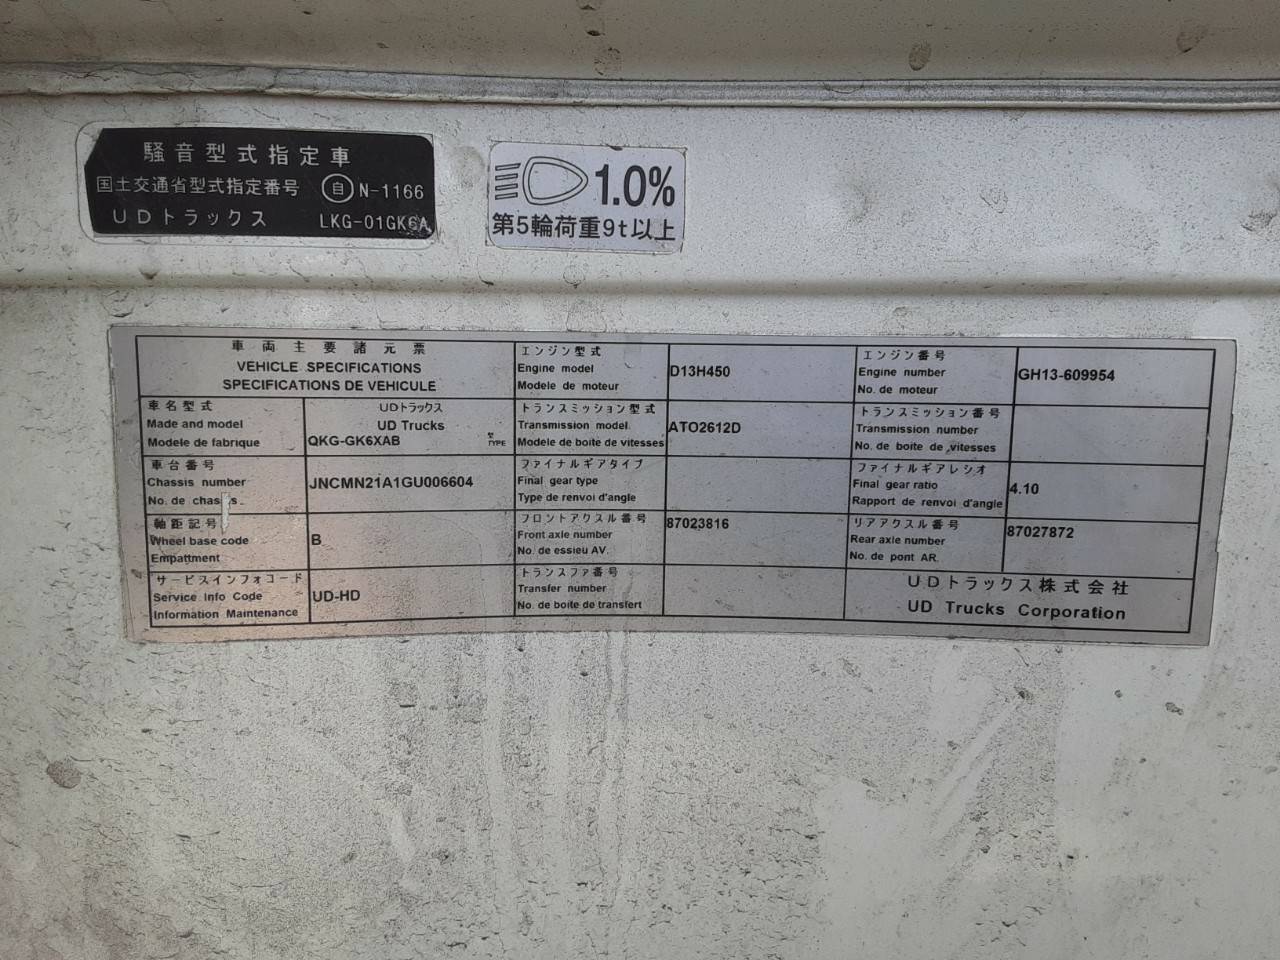 騒音型式指定車
国土交通省型式指定番号 自 N-1166
UDトラックス LKG-01GK6A
1.0%
第5輪荷重9t以上
車両主要諸元票
VEHICLE SPECIFICATIONS
SPECIFICATIONS DE VEHICULE
エンジン型式
Engine model
Modele de moteur
D13H450
エンジン番号
Engine number
No. de moteur
GH13-609954
車名型式
Made and model
Modele de fabrique
UDトラックス
UD Trucks
QKG-GK6XAB
型
TYPE
トランスミッション型式
Transmission model
Modele de boite de vitesses
ATO2612D
トランスミッション番号
Transmission number
No. de boite de vitesses
車台番号
Chassis number
No. de chassis
JNCMN21A1GU006604
ファイナルギアタイプ
Final gear type
Type de renvoi d'angle
ファイナルギアレシオ
Final gear ratio
Rapport de renvoi d'angle
4.10
軸距記号
Wheel base code
Empattment
B
フロントアクスル番号
Front axle number
No. de essieu AV.
87023816
リアアクスル番号
Rear axle number
No. de pont AR.
87027872
サービスインフォコード
Service Info Code
Information Maintenance
UD-HD
トランスファ番号
Transfer number
No. de boite de transfert
UDトラックス株式会社
UD Trucks Corporation